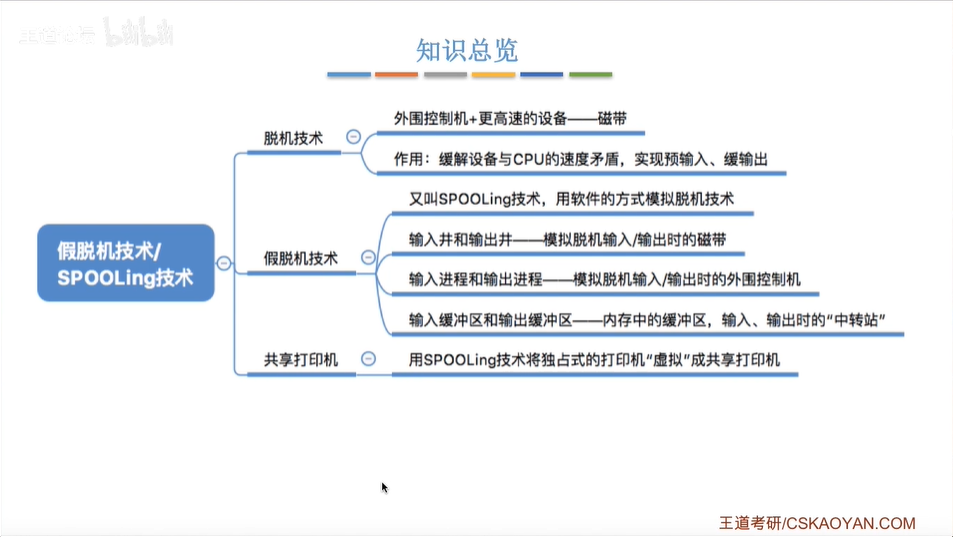 王道考研 bilibili
知识总览
外围控制机+更高速的设备——磁带
脱机技术
作用：缓解设备与CPU的速度矛盾，实现预输入、缓输出
又叫SPOOLing技术，用软件的方式模拟脱机技术
输入井和输出井——模拟脱机输入/输出时的磁带
假脱机技术/
SPOOLing技术
假脱机技术
输入进程和输出进程——模拟脱机输入/输出时的外围控制机
输入缓冲区和输出缓冲区——内存中的缓冲区，输入、输出时的“中转站”
共享打印机
用SPOOLing技术将独占式的打印机“虚拟”成共享打印机
王道考研/CSKAOYAN.COM